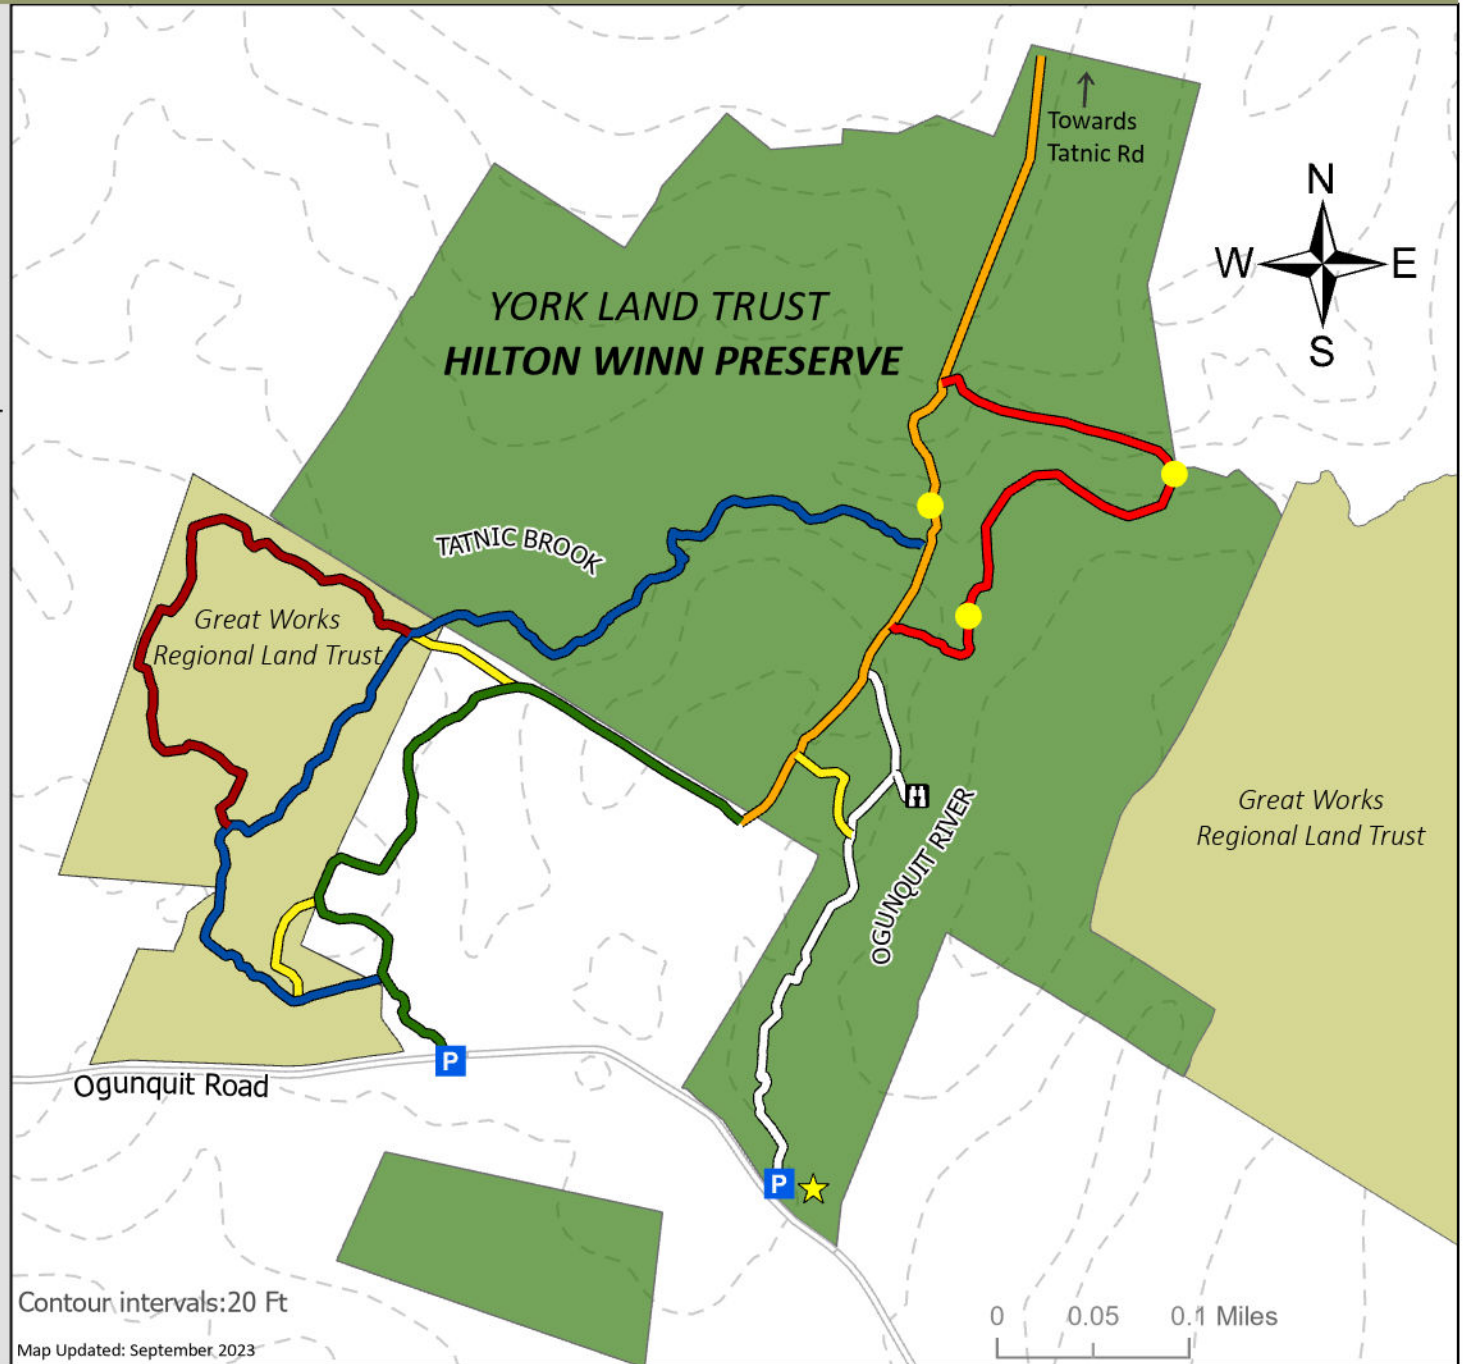 Towards
Tatnic Rd
N
W
E
S
YORK LAND TRUST
HILTON WINN PRESERVE
TATNIC BROOK
Great Works
Regional Land Trust
OGUNQUIT RIVER
Great Works
Regional Land Trust
P
Ogunquit Road
P
Contour intervals:20 Ft
0 0.05 0.1 Miles
Map Updated: September 2023